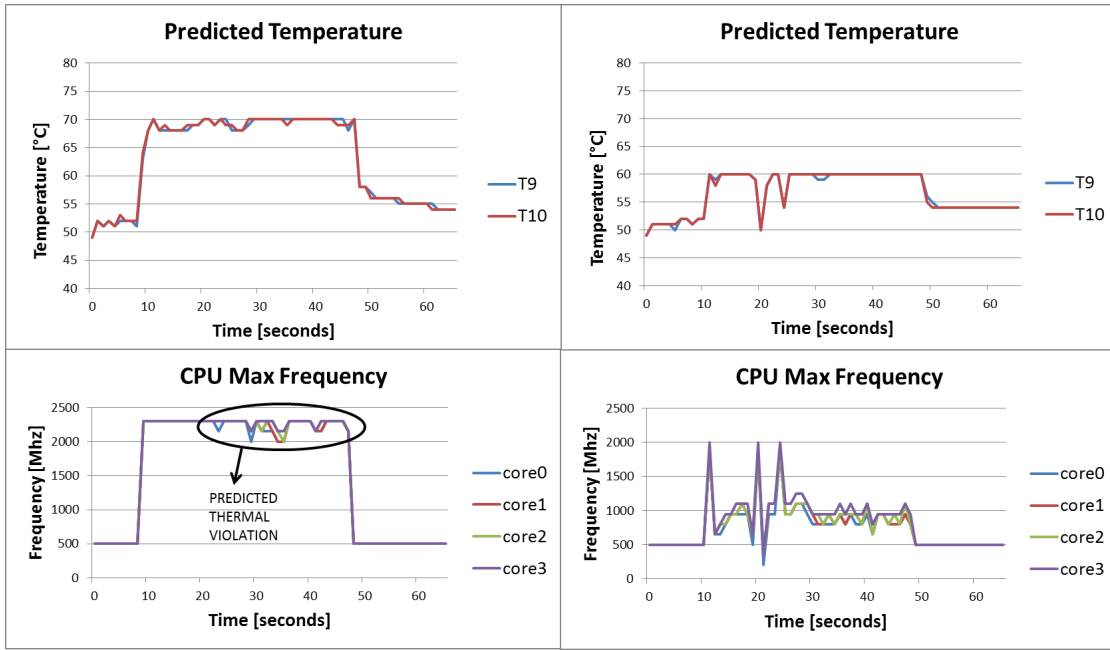 Predicted Temperature
80
75
70
65
60
55
50
45
40
Temperature [°C]
0 10 20 30 40 50 60
Time [seconds]
T9
T10
Predicted Temperature
80
75
70
65
60
55
50
45
40
Temperature [°C]
0 10 20 30 40 50 60
Time [seconds]
T9
T10
CPU Max Frequency
2500
2000
1500
1000
500
0
Frequency [Mhz]
PREDICTED
THERMAL
VIOLATION
0 10 20 30 40 50 60
Time [seconds]
core0
core1
core2
core3
CPU Max Frequency
2500
2000
1500
1000
500
0
Frequency [Mhz]
0 10 20 30 40 50 60
Time [seconds]
core0
core1
core2
core3